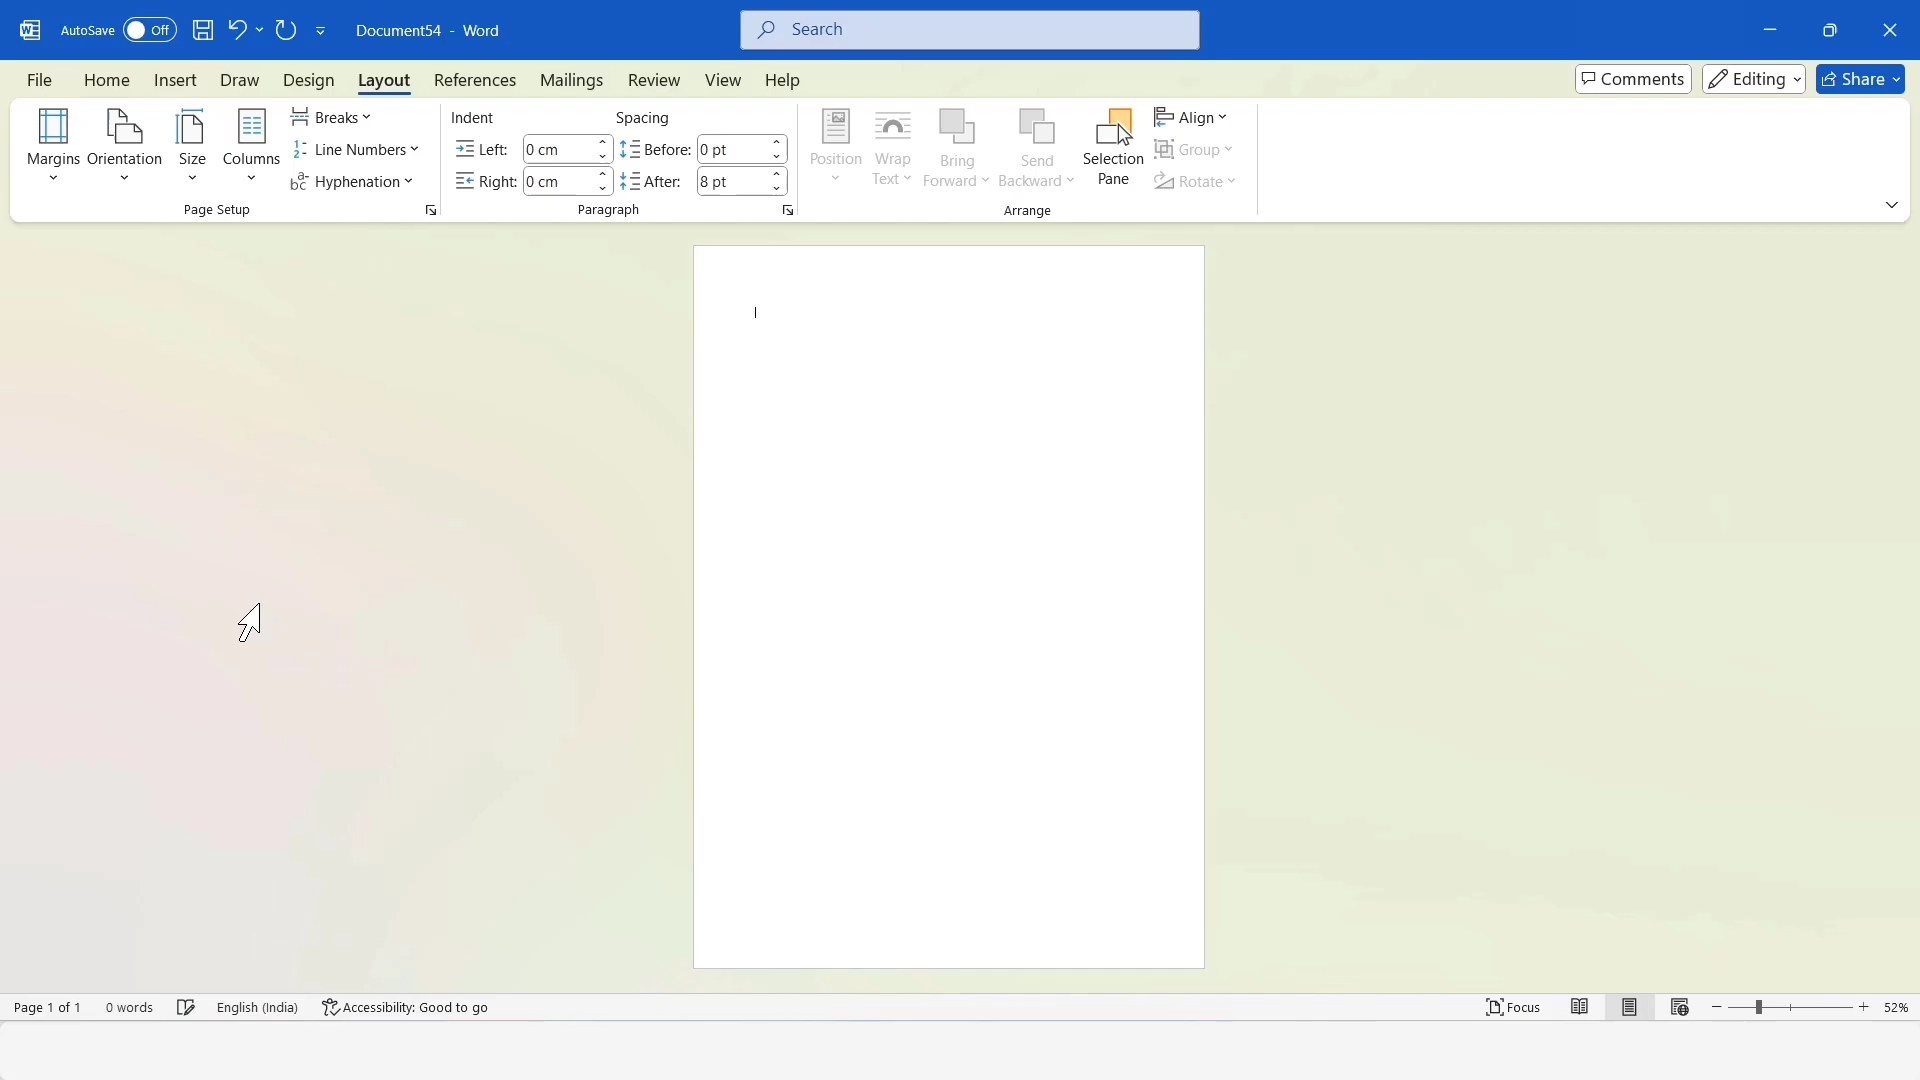 AutoSave Off Document54 - Word Search
File Home Insert Draw Design Layout References Mailings Review View Help Comments Editing Share
Margins Orientation Size Columns
Breaks
Line Numbers
Hyphenation
Page Setup
Indent Spacing
Left: 0 cm Before: 0 pt
Right: 0 cm After: 8 pt
Paragraph
Position Wrap Text Bring Forward Send Backward Selection Pane
Align
Group
Rotate
Arrange
Page 1 of 1 0 words English (India) Accessibility: Good to go Focus 52%